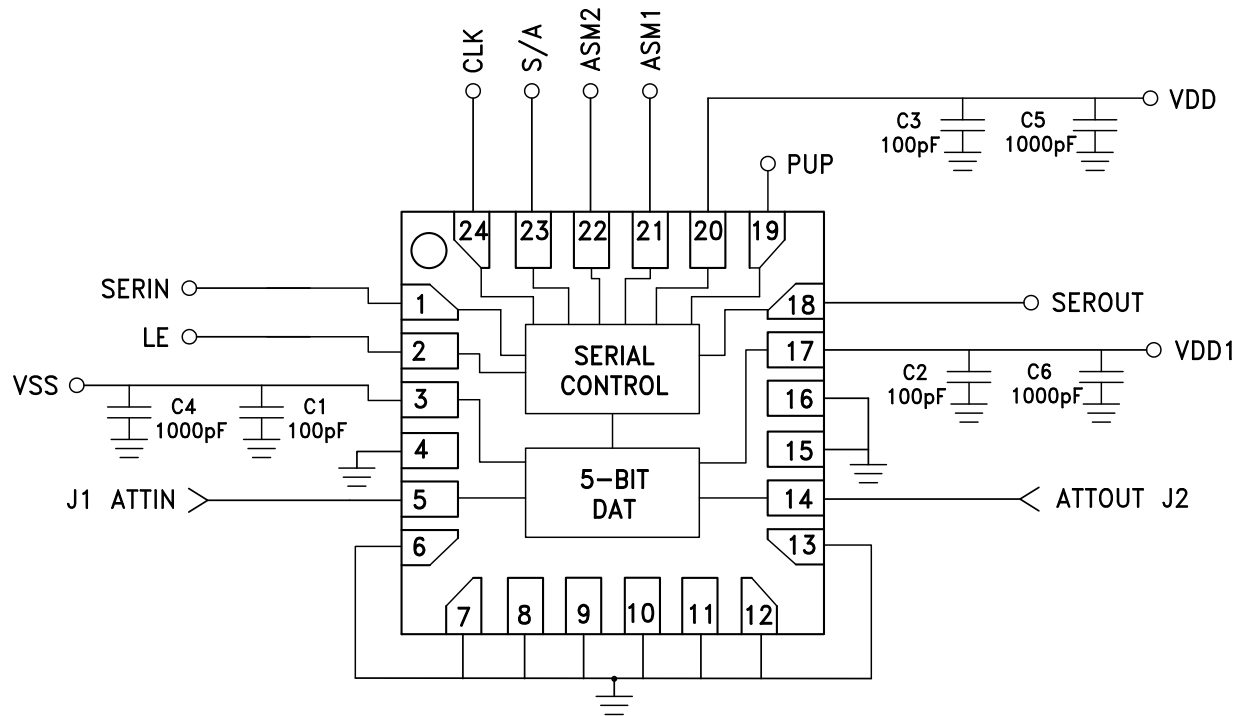 CLK
S/A
ASM2
ASM1
VDD
C3
100pF
C5
1000pF
PUP
24
23
22
21
20
19
SERIN
1
18
SEROUT
LE
2
SERIAL
CONTROL
17
VDD1
VSS
C4
1000pF
C1
100pF
3
16
C2
100pF
C6
1000pF
4
15
J1 ATTIN
5
5-BIT
DAT
14
ATTOUT J2
6
13
7
8
9
10
11
12